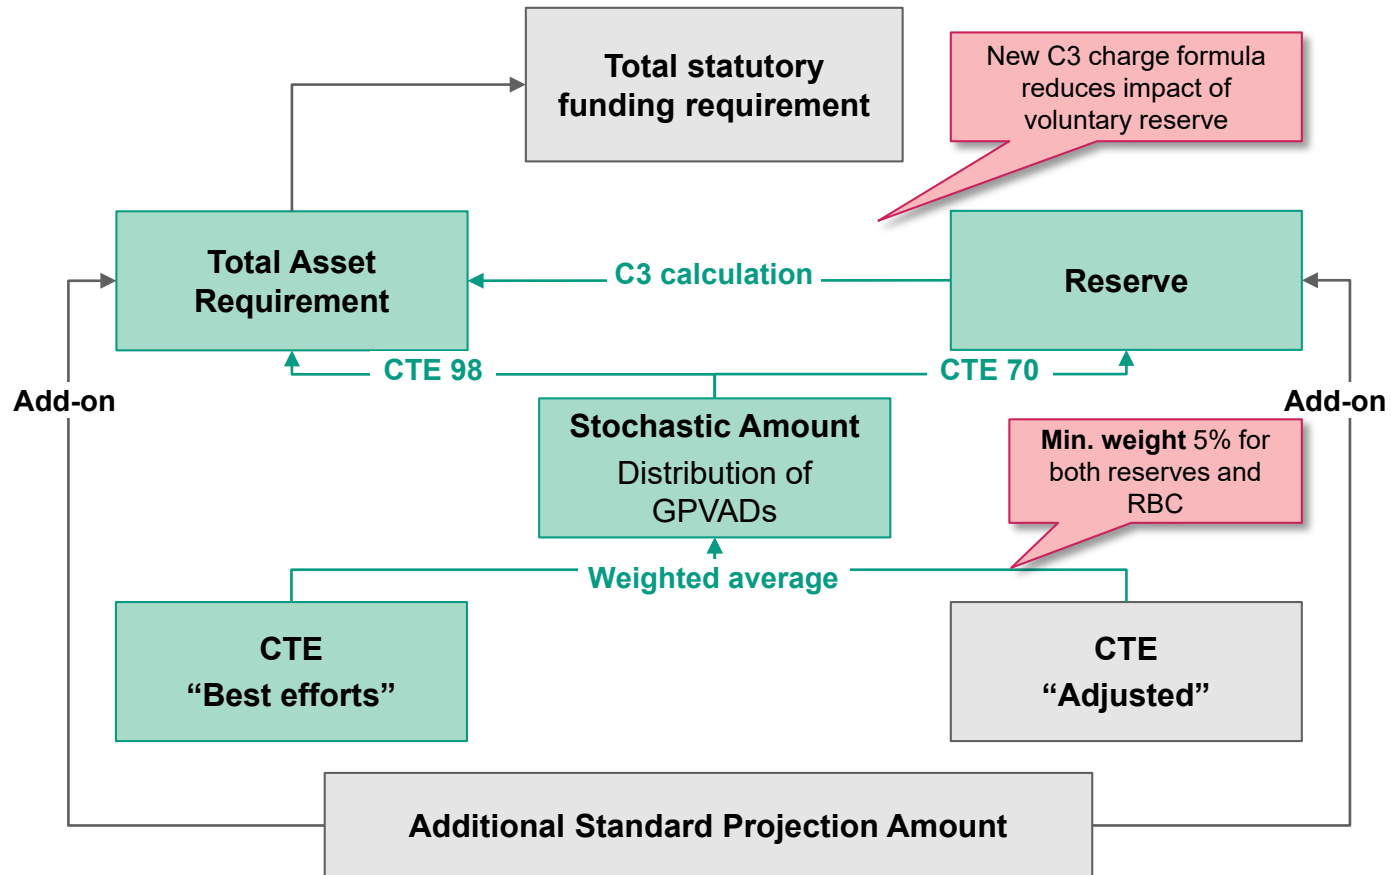 Total statutory
funding requirement
New C3 charge formula
reduces impact of
voluntary reserve
Total Asset
Requirement
C3 calculation
Reserve
CTE 98
CTE 70
Add-on
Add-on
Stochastic Amount
Distribution of
GPVADs
Min. weight 5% for
both reserves and
RBC
Weighted average
CTE
“Best efforts”
CTE
“Adjusted”
Additional Standard Projection Amount